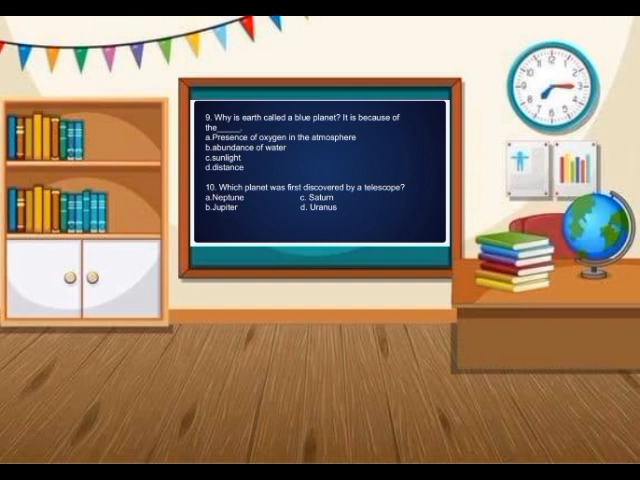 9. Why is earth called a blue planet? It is because of
the_____.
a.Presence of oxygen in the atmosphere
b.abundance of water
c.sunlight
d.distance
10. Which planet was first discovered by a telescope?
a.Neptune c. Saturn
b.Jupiter d. Uranus